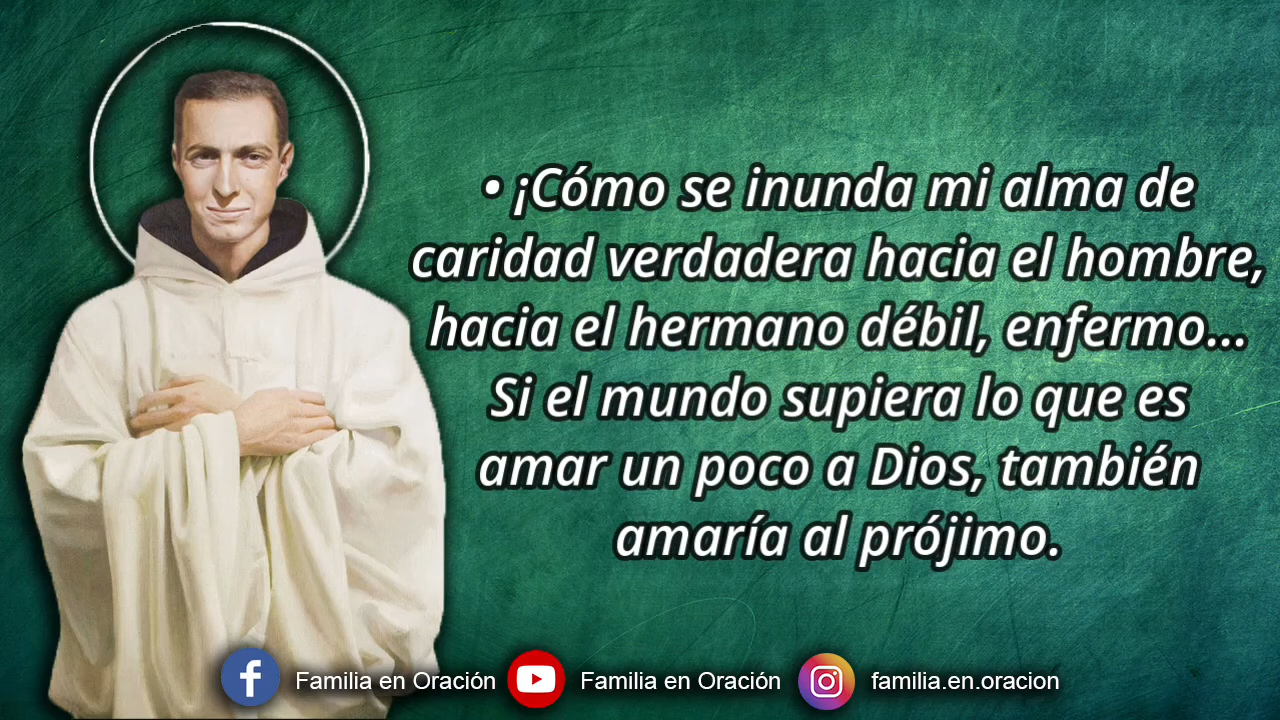 • ¡Cómo se inunda mi alma de
caridad verdadera hacia el hombre,
hacia el hermano débil, enfermo...
Si el mundo supiera lo que es
amar un poco a Dios, también
amaría al prójimo.
Familia en Oración
Familia en Oración
familia.en.oracion